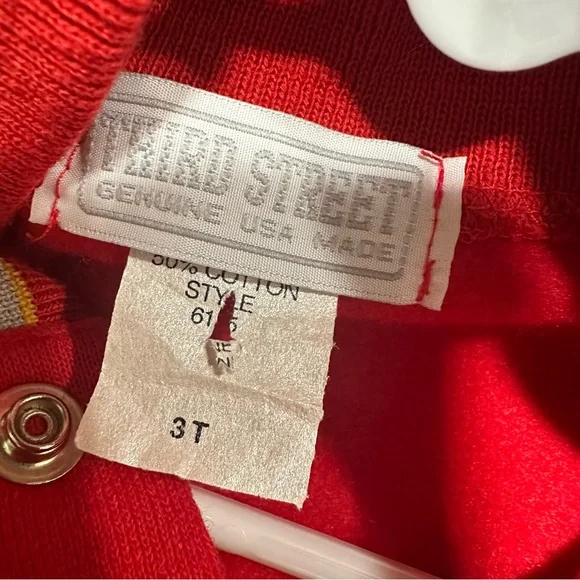 THIRD STREET
GENUINE USA MADE
50% COTTON
STYLE
3T